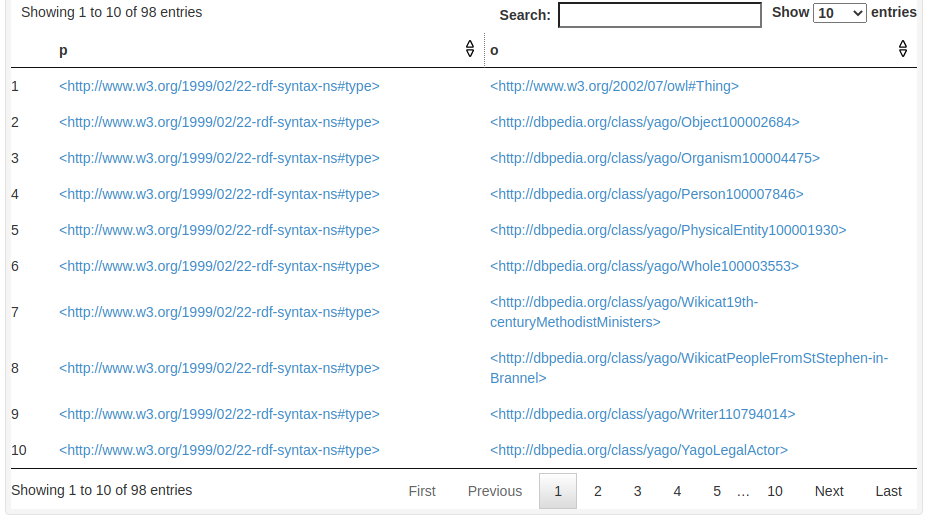 Showing 1 to 10 of 98 entries Search: Show 10 entries
p o
1 <http://www.w3.org/1999/02/22-rdf-syntax-ns#type> <http://www.w3.org/2002/07/owl#Thing>
2 <http://www.w3.org/1999/02/22-rdf-syntax-ns#type> <http://dbpedia.org/class/yago/Object100002684>
3 <http://www.w3.org/1999/02/22-rdf-syntax-ns#type> <http://dbpedia.org/class/yago/Organism100004475>
4 <http://www.w3.org/1999/02/22-rdf-syntax-ns#type> <http://dbpedia.org/class/yago/Person100007846>
5 <http://www.w3.org/1999/02/22-rdf-syntax-ns#type> <http://dbpedia.org/class/yago/PhysicalEntity100001930>
6 <http://www.w3.org/1999/02/22-rdf-syntax-ns#type> <http://dbpedia.org/class/yago/Whole100003553>
7 <http://www.w3.org/1999/02/22-rdf-syntax-ns#type> <http://dbpedia.org/class/yago/Wikicat19th-
centuryMethodistMinisters>
8 <http://www.w3.org/1999/02/22-rdf-syntax-ns#type> <http://dbpedia.org/class/yago/WikicatPeopleFromStStephen-in-
Brannel>
9 <http://www.w3.org/1999/02/22-rdf-syntax-ns#type> <http://dbpedia.org/class/yago/Writer110794014>
10 <http://www.w3.org/1999/02/22-rdf-syntax-ns#type> <http://dbpedia.org/class/yago/YagoLegalActor>
Showing 1 to 10 of 98 entries First Previous 1 2 3 4 5 … 10 Next Last